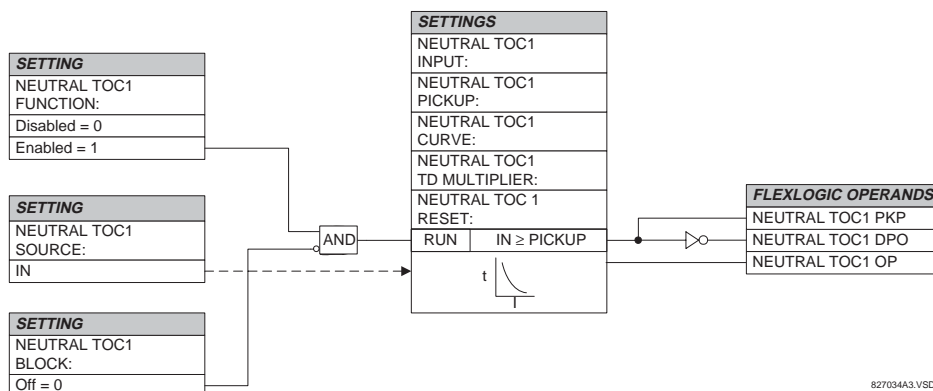 SETTING
NEUTRAL TOC1
FUNCTION:
Disabled = 0
Enabled = 1
SETTING
NEUTRAL TOC1
SOURCE:
IN
SETTING
NEUTRAL TOC1
BLOCK:
Off = 0
AND
SETTINGS
NEUTRAL TOC1
INPUT:
NEUTRAL TOC1
PICKUP:
NEUTRAL TOC1
CURVE:
NEUTRAL TOC1
TD MULTIPLIER:
NEUTRAL TOC 1
RESET:
RUN IN ≥ PICKUP
t
I
FLEXLOGIC OPERANDS
NEUTRAL TOC1 PKP
NEUTRAL TOC1 DPO
NEUTRAL TOC1 OP
827034A3.VSD